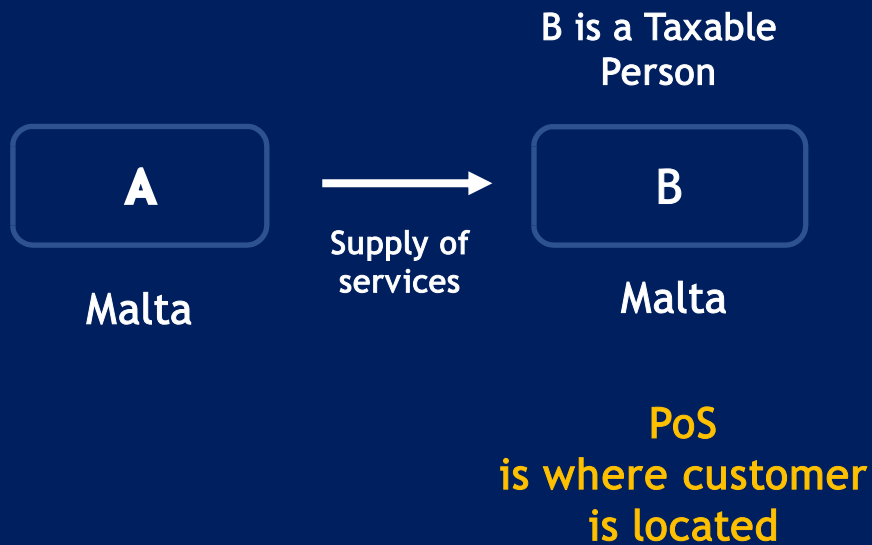 B is a Taxable
Person
A
B
Supply of
services
Malta
Malta
PoS
is where customer
is located